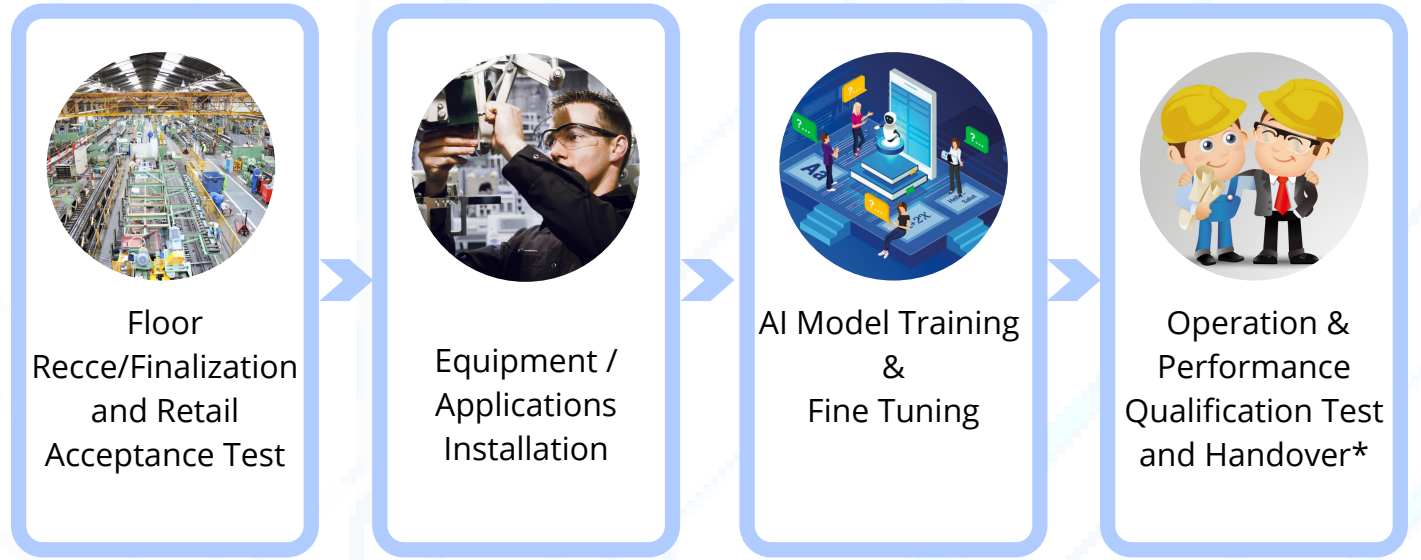 Floor
Recce/Finalization
and Retail
Acceptance Test
Equipment /
Applications
Installation
?...
?...
?...
?...
Aa
AI Model Training
&
Fine Tuning
Operation &
Performance
Qualification Test
and Handover*